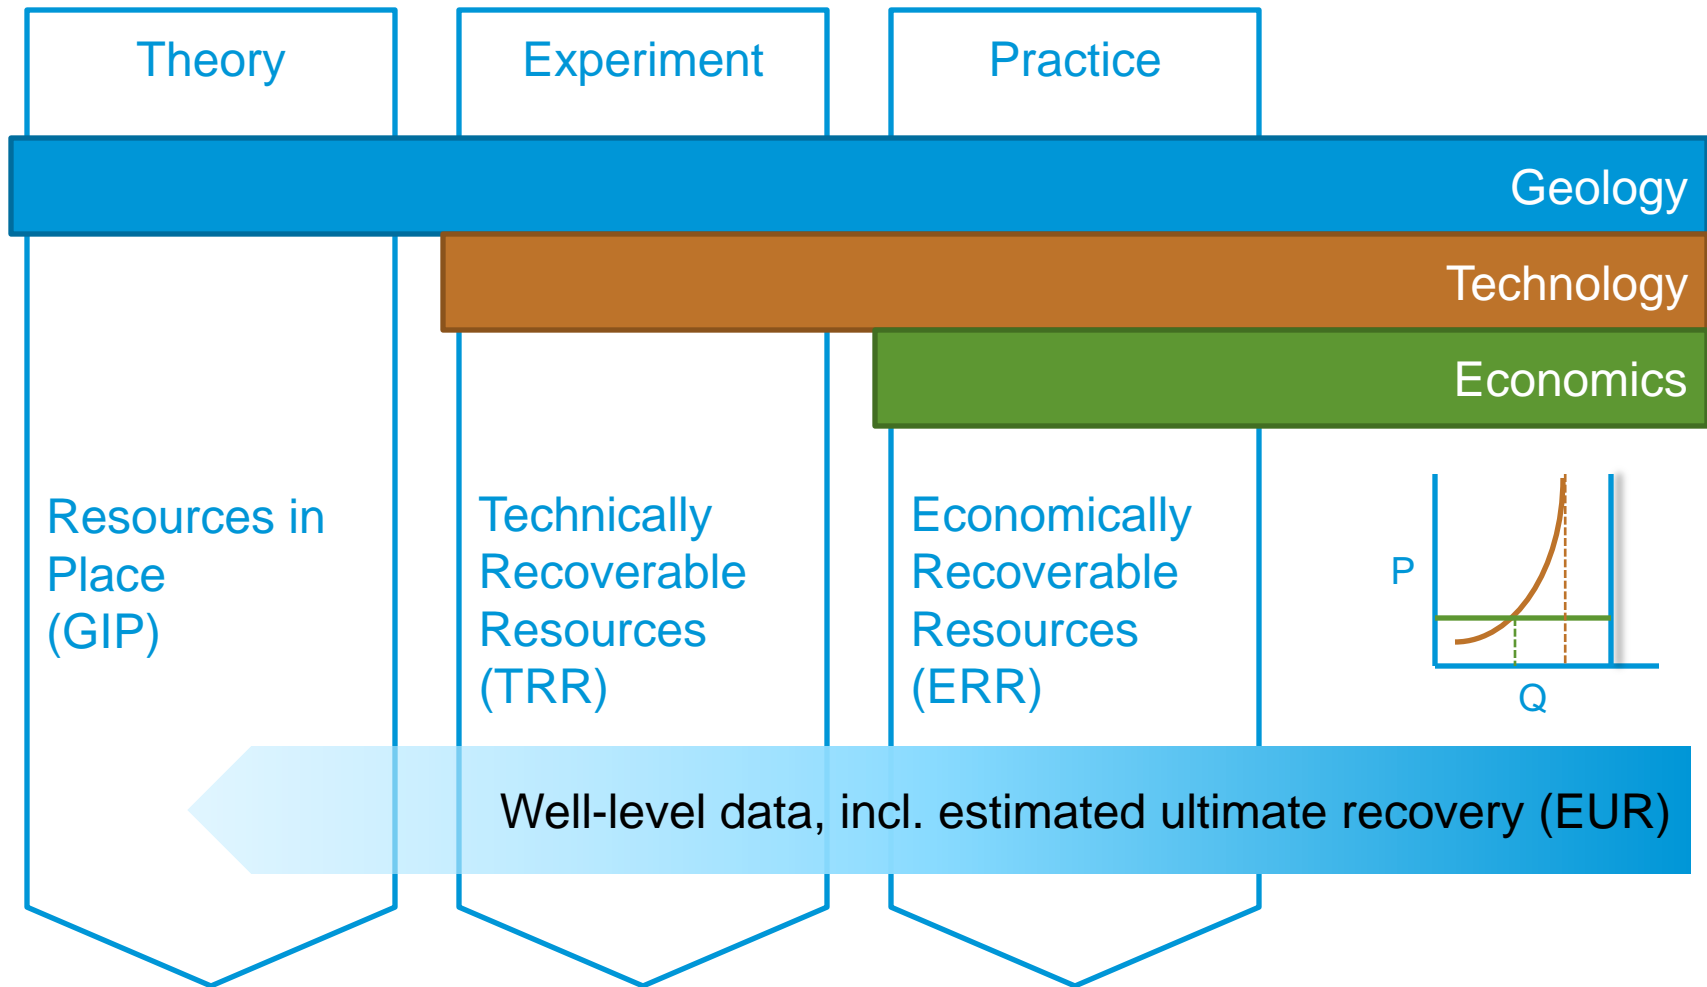 Theory
Experiment
Practice
Geology
Technology
Economics
Resources in
Place
(GIP)
Technically
Recoverable
Resources
(TRR)
Economically
Recoverable
Resources
(ERR)
P
Q
Well-level data, incl. estimated ultimate recovery (EUR)